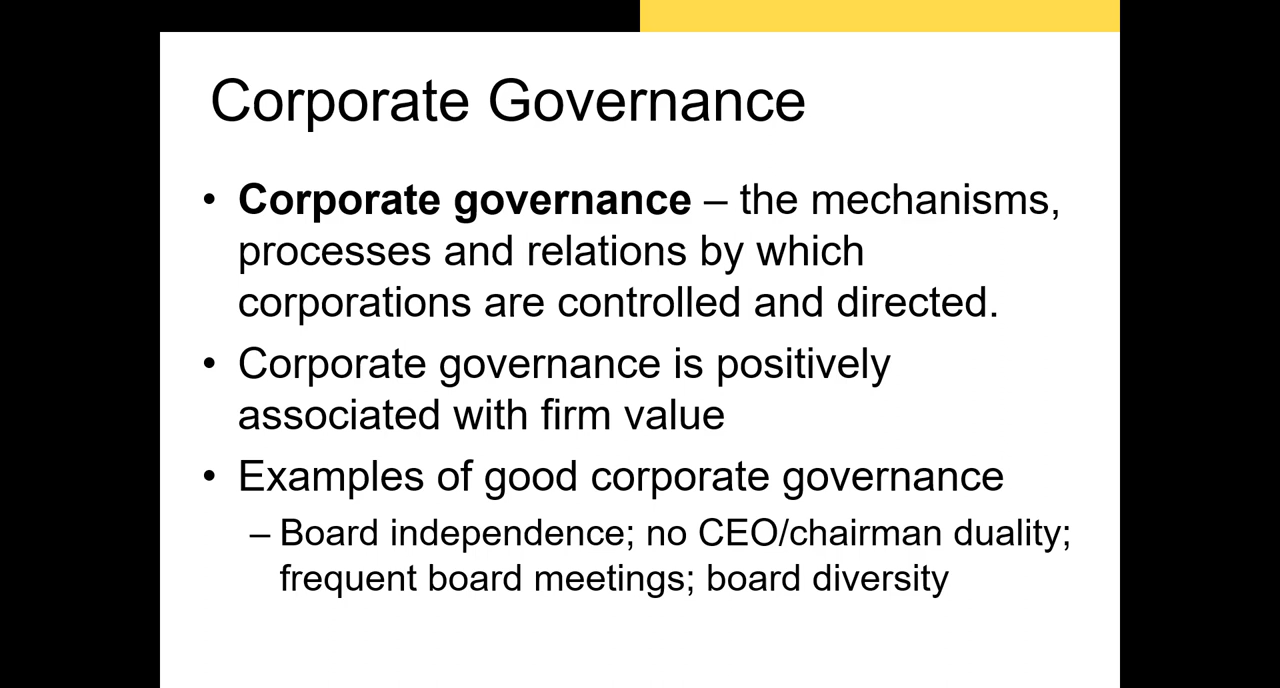 Corporate Governance
• Corporate governance – the mechanisms,
processes and relations by which
corporations are controlled and directed.
• Corporate governance is positively
associated with firm value
• Examples of good corporate governance
– Board independence; no CEO/chairman duality;
frequent board meetings; board diversity